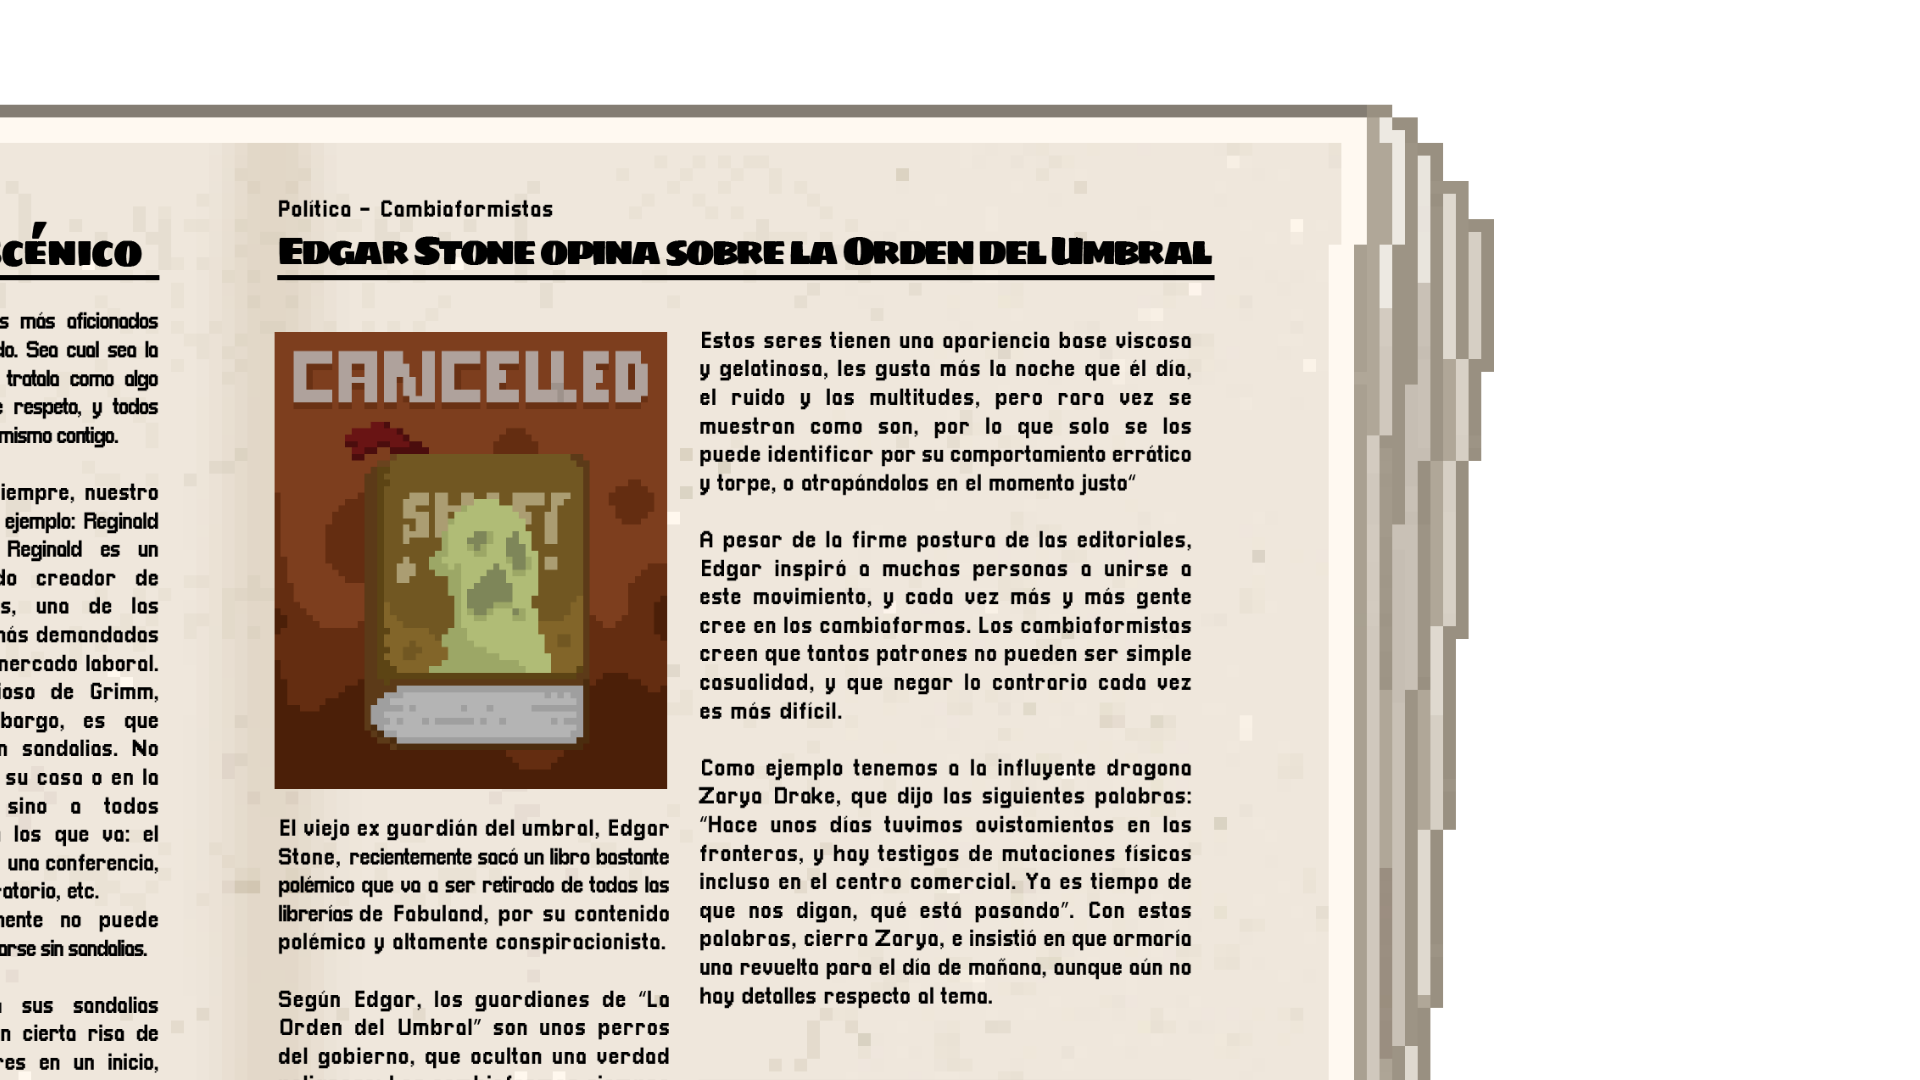 SCÉNICO
s más aficionados
do. Sea cual sea la
tratala como algo
e respeto, y todos
mismo contigo.
siempre, nuestro
ejemplo: Reginald
Reginald es un
do creador de
s, una de las
más demandadas
mercado laboral.
ioso de Grimm,
bargo, es que
n sandalias. No
su casa o en la
sino a todos
los que va: el
una conferencia,
ratorio, etc.
mente no puede
arse sin sandalias.
sus sandalias
n cierta risa de
res en un inicio,
Política - Cambiaformistas
EDGAR STONE OPINA SOBRE LA ORDEN DEL UMBRAL
CANCELLED
El viejo ex guardián del umbral, Edgar
Stone, recientemente sacó un libro bastante
polémico que va a ser retirado de todas las
librerías de Fabuland, por su contenido
polémico y altamente conspiracionista.
Según Edgar, los guardianes de "La
Orden del Umbral" son unos perros
del gobierno, que ocultan una verdad
Estos seres tienen una apariencia base viscosa
y gelatinosa, les gusta más la noche que él día,
el ruido y las multitudes, pero rara vez se
muestran como son, por lo que solo se los
puede identificar por su comportamiento errático
y torpe, o atrapándolos en el momento justo"
A pesar de la firme postura de las editoriales,
Edgar inspiró a muchas personas a unirse a
este movimiento, y cada vez más y más gente
cree en los cambiaformas. Los cambiaformistas
creen que tantos patrones no pueden ser simple
casualidad, y que negar lo contrario cada vez
es más difícil.
Como ejemplo tenemos a la influyente dragona
Zarya Drake, que dijo las siguientes palabras:
"Hace unos días tuvimos avistamientos en las
fronteras, y hay testigos de mutaciones físicas
incluso en el centro comercial. Ya es tiempo de
que nos digan, qué está pasando". Con estas
palabras, cierra Zarya, e insistió en que armaría
una revuelta para el día de mañana, aunque aún no
hay detalles respecto al tema.